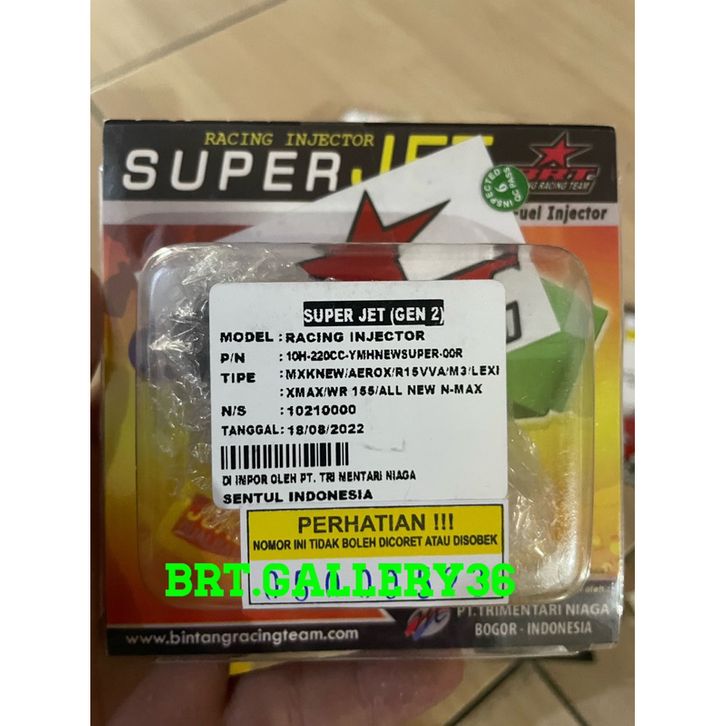 RACING INJECTOR
SUPER JET
INSPECTED 9 QC PASS
BRT
RACING TEAM
Fuel Injector
SUPER JET (GEN 2)
MODEL : RACING INJECTOR
P/N : 10H-220CC-YMHNEWSUPER-00R
TIPE : MXKNEW/AEROX/R15VVA/M3/LEXI
: XMAX/WR 155/ALL NEW N-MAX
N/S : 10210000
TANGGAL : 18/08/2022
DI IMPOR OLEH PT. TRI MENTARI NIAGA
SENTUL INDONESIA
PERHATIAN !!!
NOMOR INI TIDAK BOLEH DICORET ATAU DISOBEK
BRT.GALLERY36
PT.TRIMENTARI NIAGA
BOGOR - INDONESIA
www.bintangracingteam.com